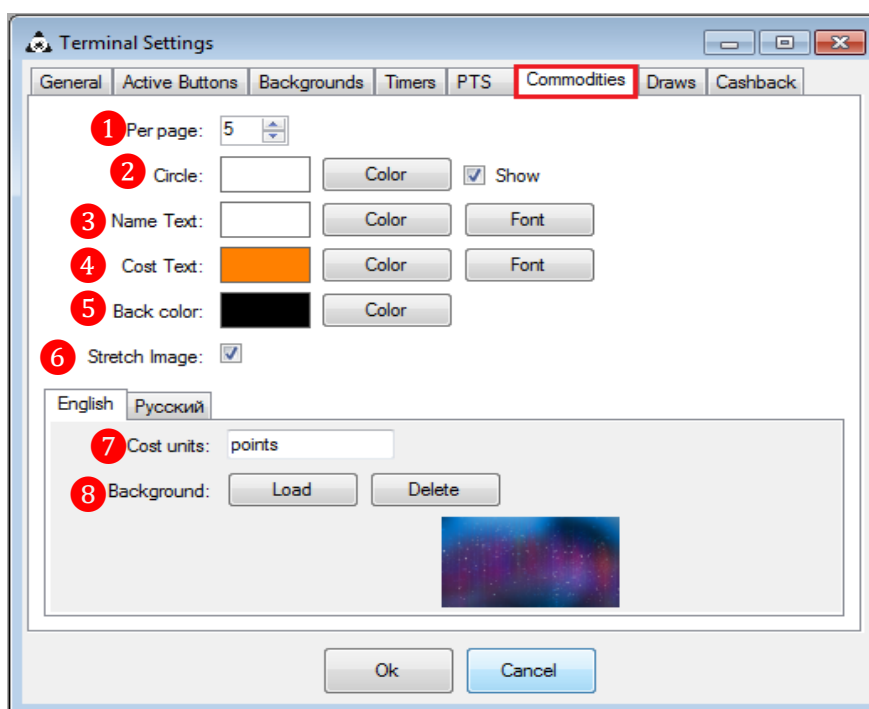 Terminal Settings
General Active Buttons Backgrounds Timers PTS Commodities Draws Cashback
1 Per page: 5
2 Circle: Color Show
3 Name Text: Color Font
4 Cost Text: Color Font
5 Back color: Color
6 Stretch Image:
English Русский
7 Cost units: points
8 Background: Load Delete
Ok Cancel